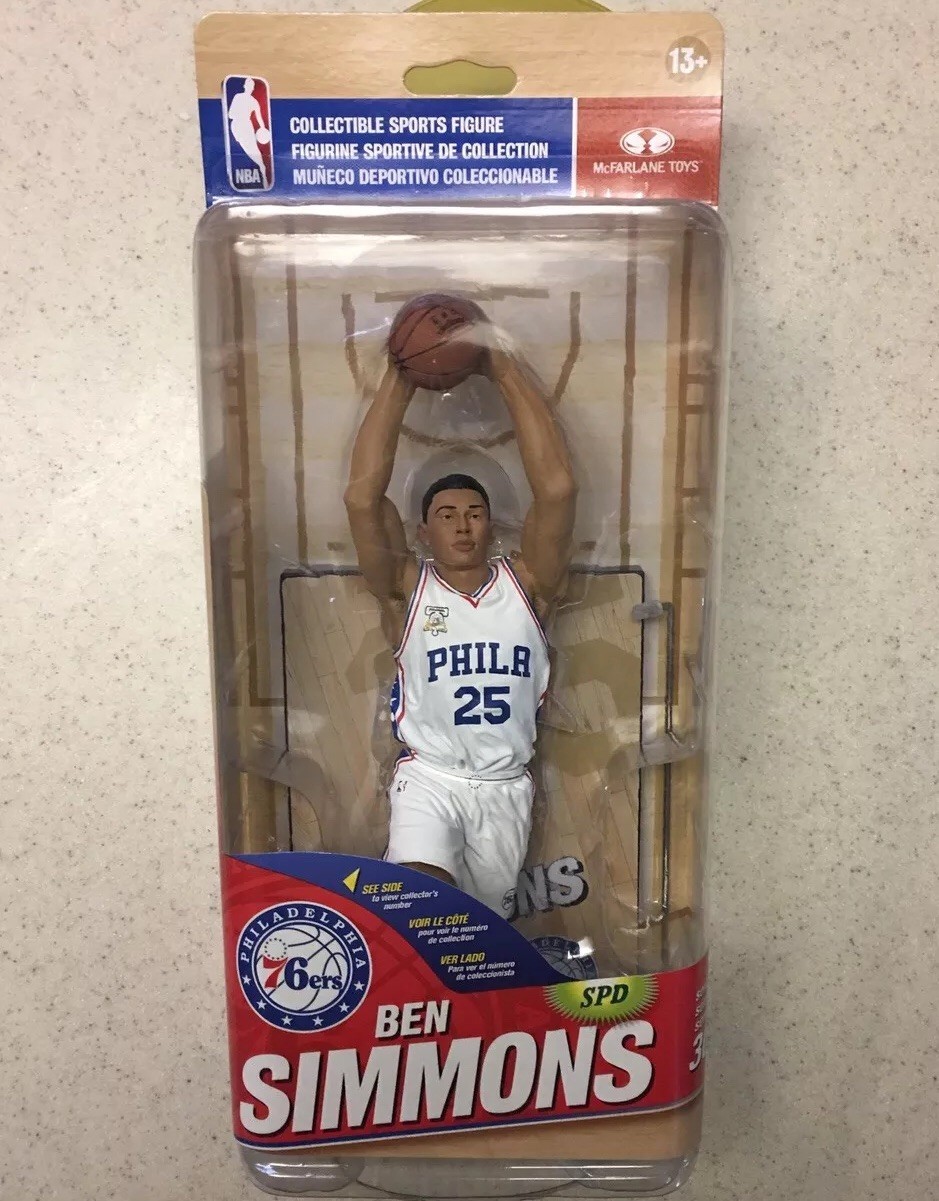 13+
NBA
COLLECTIBLE SPORTS FIGURE
FIGURINE SPORTIVE DE COLLECTION
MUÑECO DEPORTIVO COLECCIONABLE
McFARLANE TOYS
PHILA
25
NS
SEE SIDE
to view collector's
number
VOIR LE CÔTÉ
pour voir le numéro
de collection
VER LADO
Para ver el número
de coleccionista
PHILADELPHIA
76ers
SPD
BEN
SIMMONS